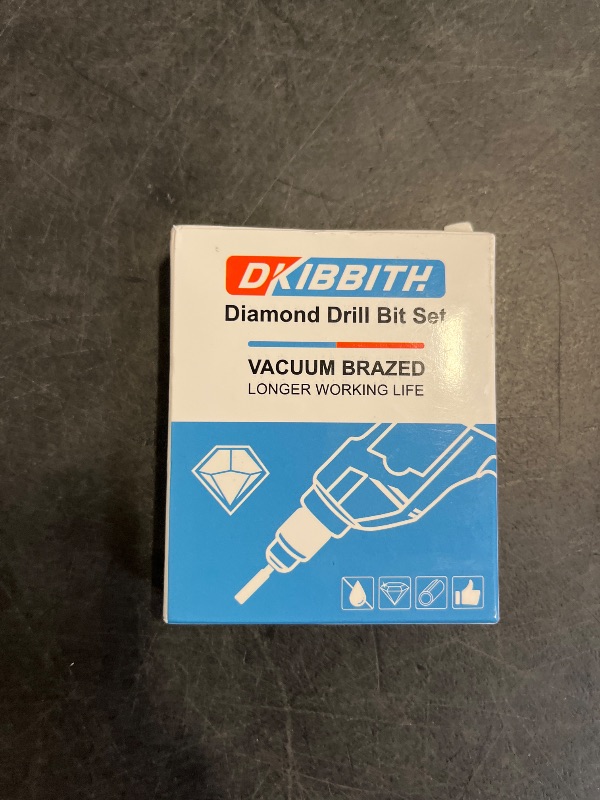 DKIBBITH
Diamond Drill Bit Set
VACUUM BRAZED
LONGER WORKING LIFE